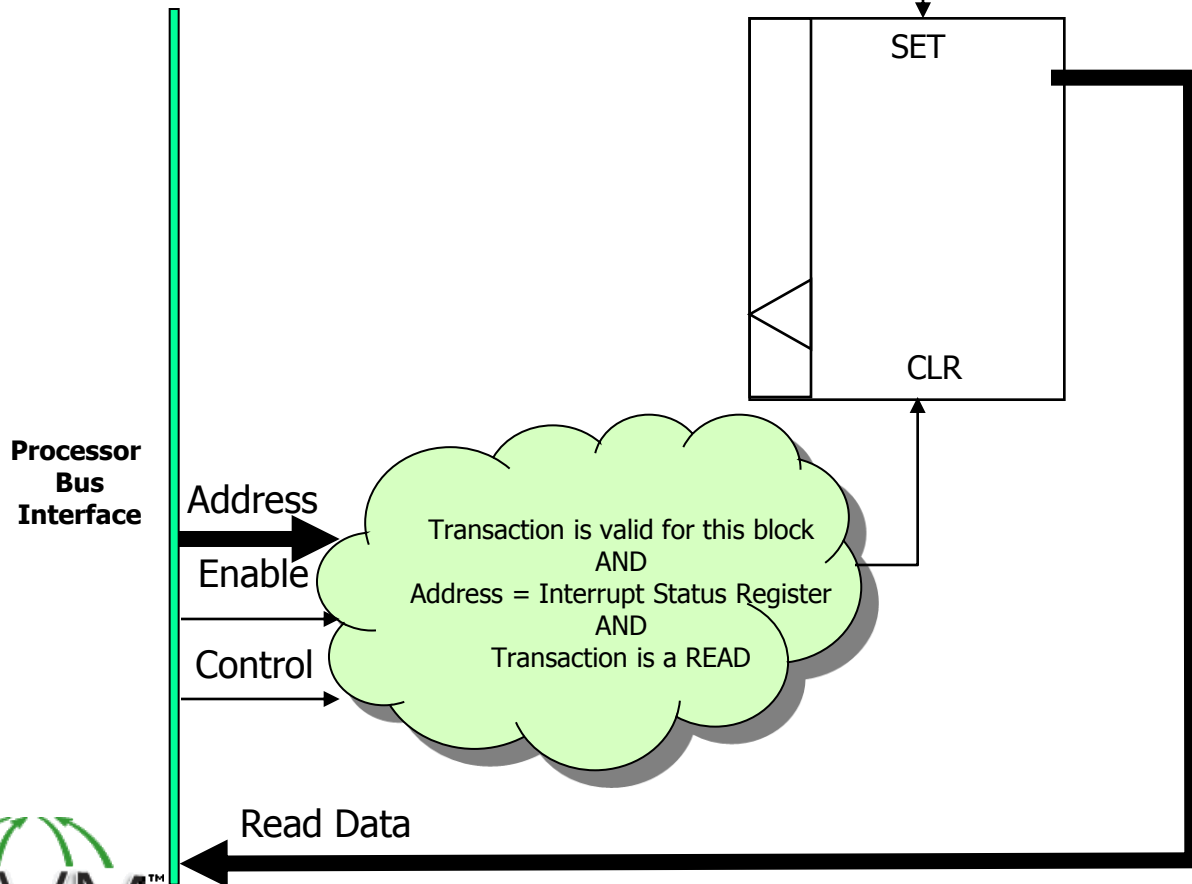 SET
CLR
Processor
Bus
Interface
Address
Enable
Control
Transaction is valid for this block
AND
Address = Interrupt Status Register
AND
Transaction is a READ
Read Data
TM